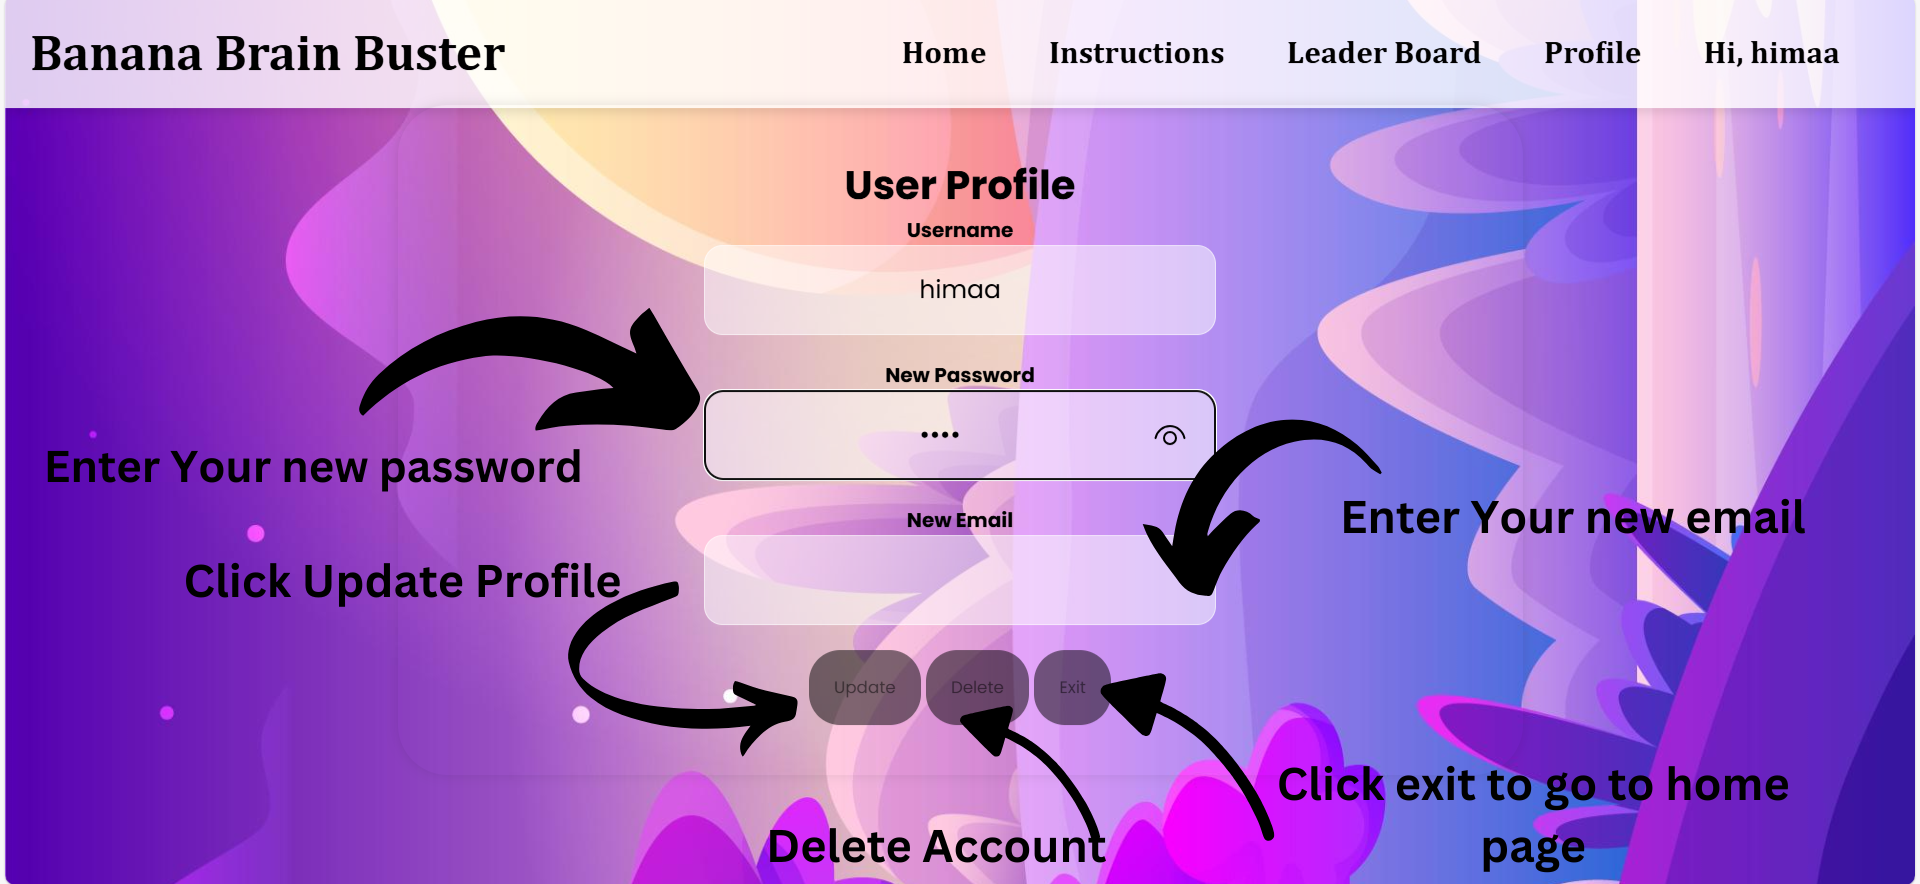 Banana Brain Buster
Home Instructions Leader Board Profile Hi, himaa
User Profile
Username
himaa
New Password
••••
Enter Your new password
New Email
Enter Your new email
Click Update Profile
Update Delete Exit
Click exit to go to home
page
Delete Account